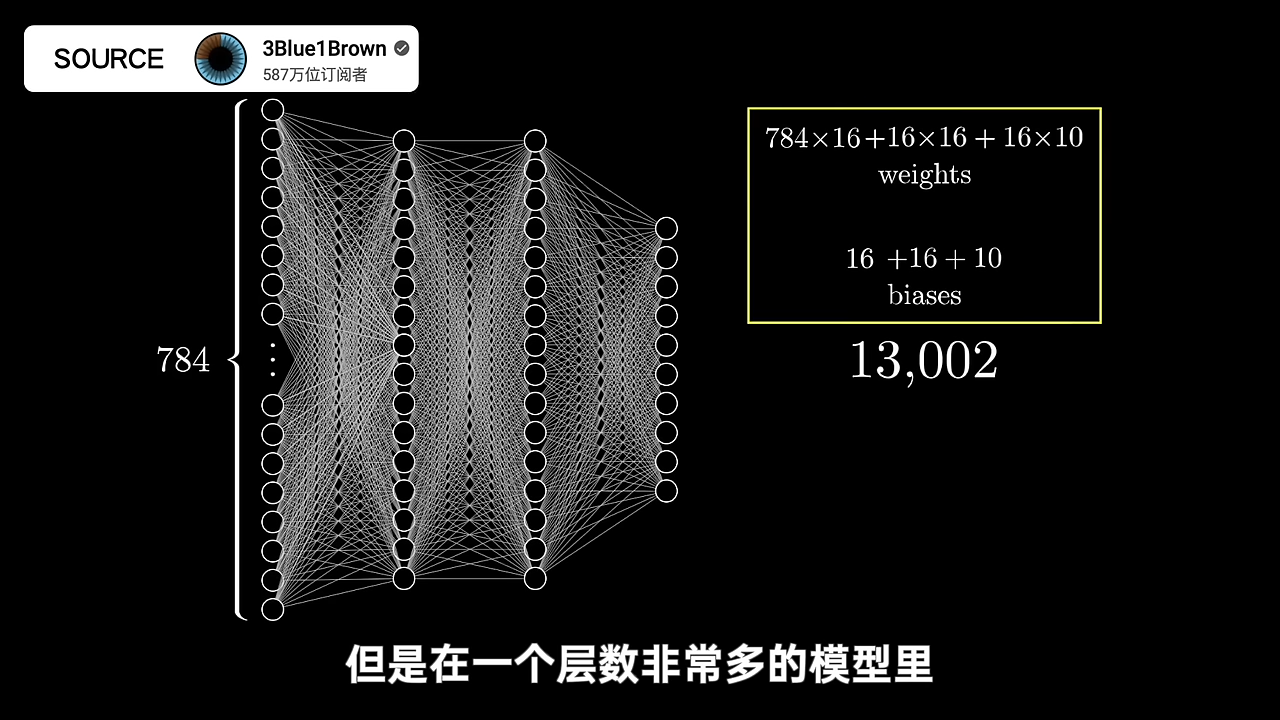 SOURCE
3Blue1Brown
587万位订阅者
784
784×16+16×16 + 16×10
weights
16 +16 + 10
biases
13,002
但是在一个层数非常多的模型里